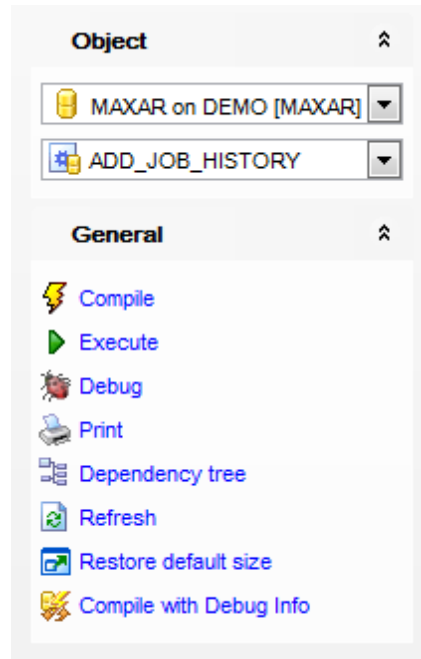 Object
MAXAR on DEMO [MAXAR]
ADD_JOB_HISTORY
General
Compile
Execute
Debug
Print
Dependency tree
Refresh
Restore default size
Compile with Debug Info